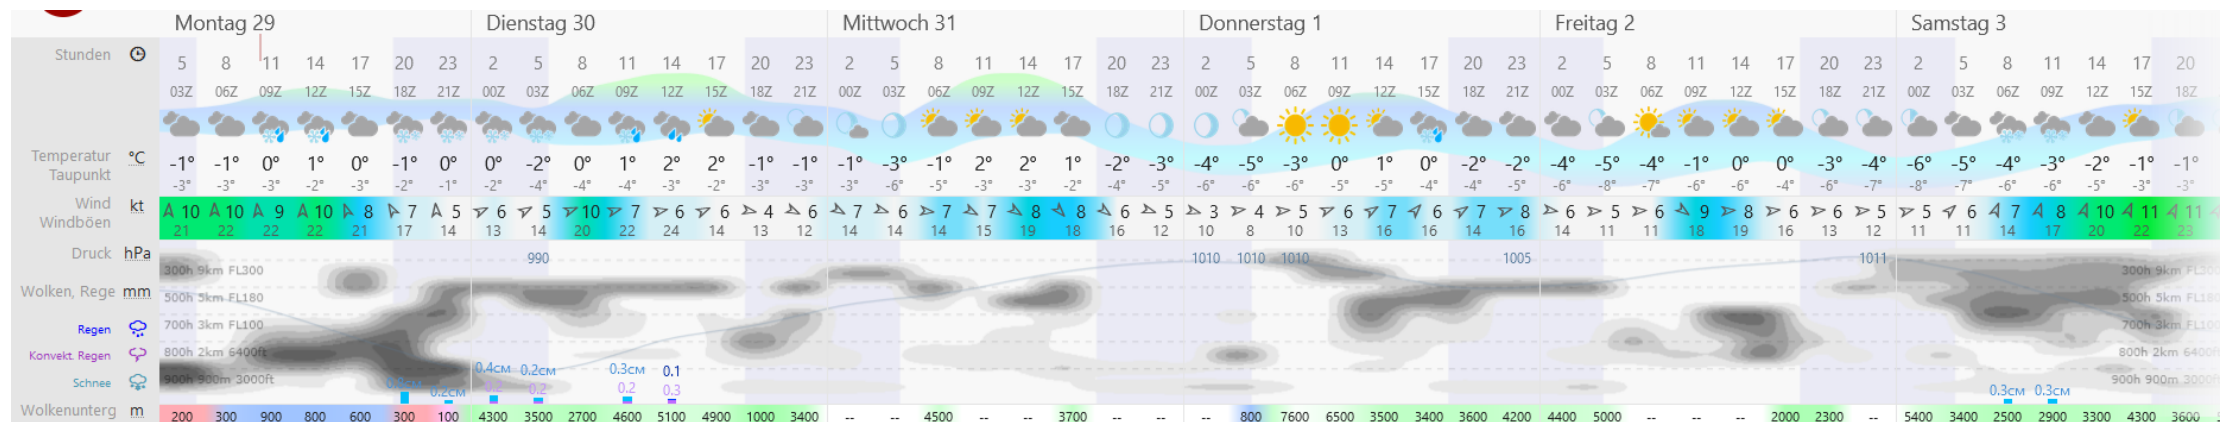 Montag 29 Dienstag 30 Mittwoch 31 Donnerstag 1 Freitag 2 Samstag 3
Stunden 5 8 11 14 17 20 23 2 5 8 11 14 17 20 23 2 5 8 11 14 17 20 23 2 5 8 11 14 17 20 23 2 5 8 11 14 17 20 23 2 5 8 11 14 17 20
03Z 06Z 09Z 12Z 15Z 18Z 21Z 00Z 03Z 06Z 09Z 12Z 15Z 18Z 21Z 00Z 03Z 06Z 09Z 12Z 15Z 18Z 21Z 00Z 03Z 06Z 09Z 12Z 15Z 18Z 21Z 00Z 03Z 06Z 09Z 12Z 15Z 18Z 21Z 00Z 03Z 06Z 09Z 12Z 15Z 18Z
Temperatur °C -1° -1° 0° 1° 0° -1° 0° 0° -2° 0° 1° 2° 2° -1° -1° -1° -3° -1° 2° 2° 1° -2° -3° -4° -5° -3° 0° 1° 0° -2° -2° -4° -5° -4° -1° 0° 0° -3° -4° -6° -5° -4° -3° -2° -1° -1°
Taupunkt -3° -3° -3° -2° -3° -2° -1° -2° -4° -4° -4° -3° -2° -3° -3° -3° -6° -5° -3° -3° -2° -4° -5° -6° -6° -6° -5° -5° -4° -4° -5° -6° -8° -7° -6° -6° -6° -7° -6° -8° -7° -6° -6° -5° -3° -3°
Wind kt 10 10 9 10 8 7 5 6 5 10 7 6 6 4 6 7 6 7 7 8 8 6 5 3 4 5 6 7 6 7 8 6 5 6 9 8 6 6 5 5 6 7 8 10 11 11
Windböen 21 22 22 22 21 17 14 13 14 20 22 24 14 13 12 14 11 14 15 19 18 16 12 10 8 10 13 16 16 14 16 14 11 11 18 19 16 13 12 11 11 14 17 20 22 23
Druck hPa 990 1010 1010 1010 1005 1011
300h 9km FL300
Wolken, Rege mm
500h 5km FL180
Regen 700h 3km FL100
Konvekt. Regen 800h 2km 6400ft 800h 2km 6400ft
0.4см 0.2см 0.3см 0.1
Schnee 900h 900m 3000ft 0.2см 0.2 0.2 0.2 0.3 0.3см 0.3см
Wolkenunterg m 200 300 900 800 600 300 100 4300 3500 2700 4600 5100 4900 1000 3400 -- -- 4500 -- -- 3700 -- -- -- 800 7600 6500 3500 3400 3600 4200 4400 5000 -- -- -- 2000 2300 -- 5400 3400 2500 2900 3300 4300 3600